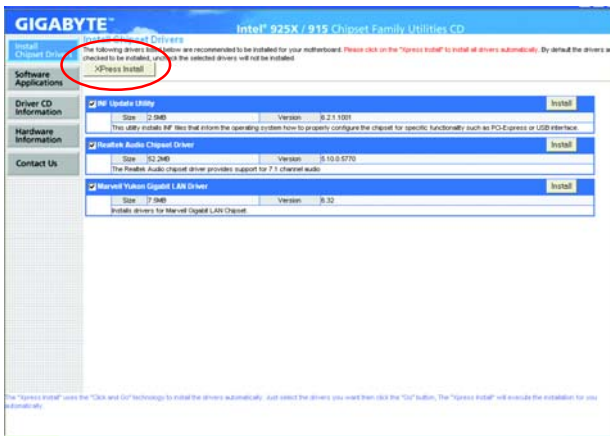 GIGABYTE™
Intel® 925X / 915 Chipset Family Utilities CD
Install
Chipset Drivers
Software
Applications
Driver CD
Information
Hardware
Information
Contact Us
Install Chipset Drivers
The following drivers listed below are recommended to be installed for your motherboard. Please click on the "Xpress Install" to install all drivers automatically. By default the drivers a
checked to be installed, uncheck the selected drivers will not be installed
XPress Install
INF Update Utility
Install
Size 2.9MB Version 6.2.1.1001
This utility installs INF files that inform the operating system how to properly configure the chipset for specific functionality such as PCI-Express or USB interface.
Realtek Audio Chipset Driver
Install
Size 52.2MB Version 5.10.0.5770
The Realtek Audio chipset driver provides support for 7.1 channel audio
Marvell Yukon Gigabit LAN Driver
Install
Size 7.9MB Version 8.32
Installs drivers for Marvell Gigabit LAN Chipset.
The "Xpress Install" uses the "Click and Go" technology to install the drivers automatically. Just select the drivers you want then click the "Go" button, The "Xpress Install" will execute the installation for you
automatically.